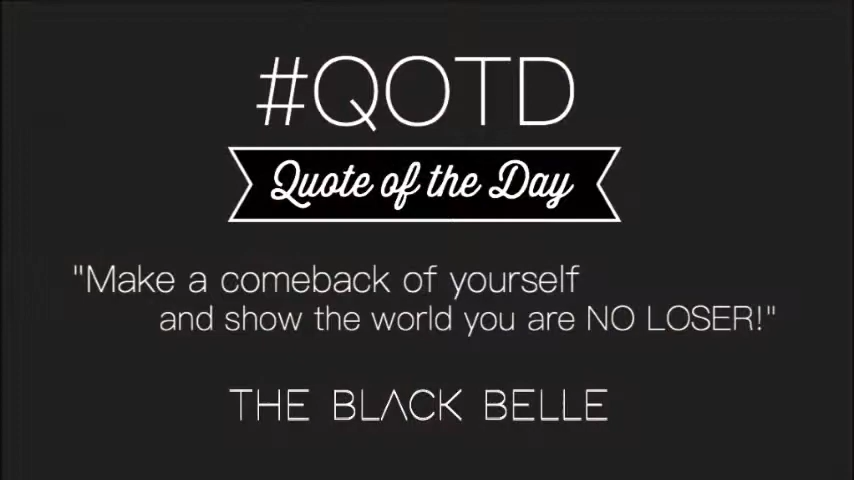 #QOTD
Quote of the Day
"Make a comeback of yourself
and show the world you are NO LOSER!"
THE BLACK BELLE